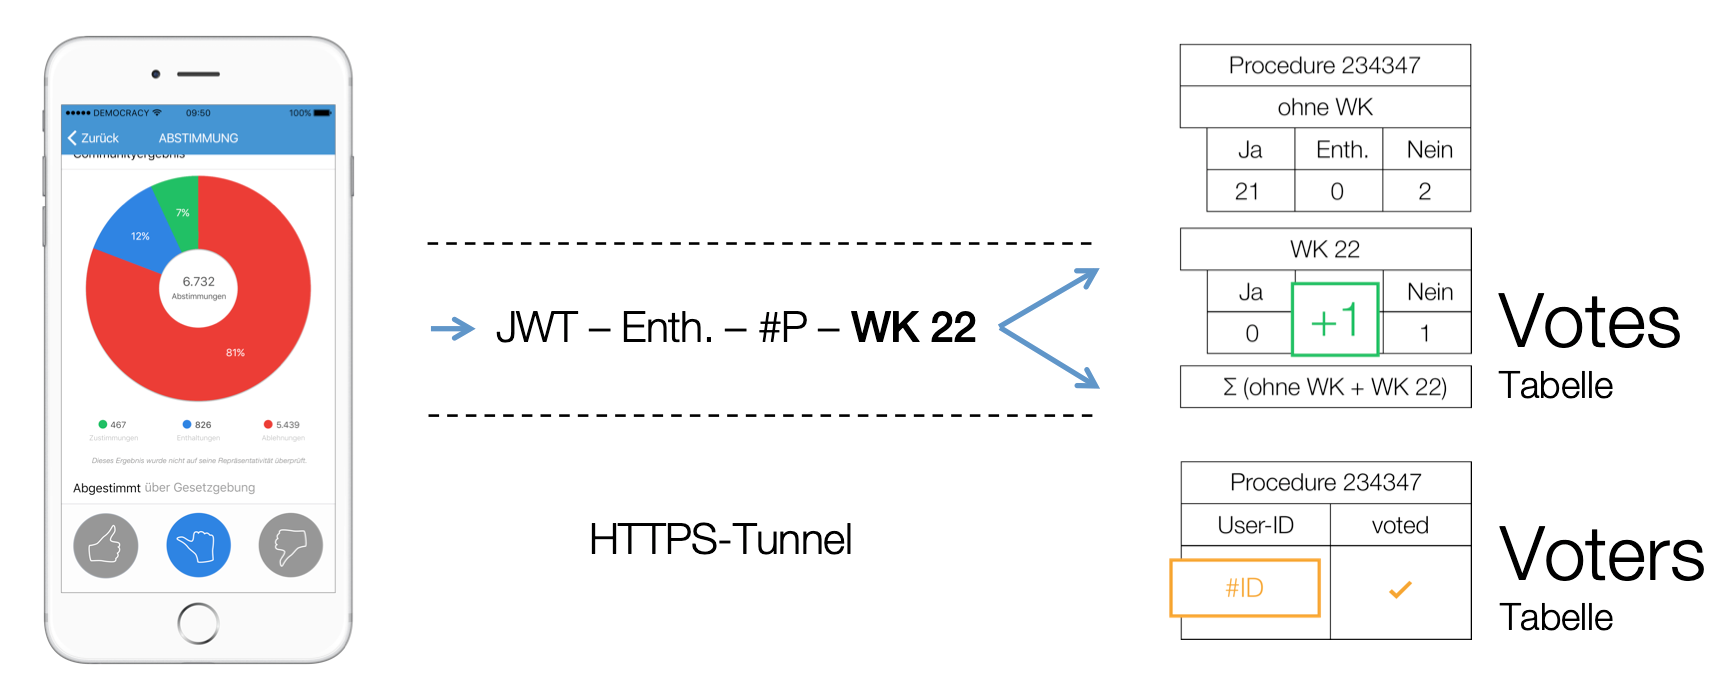 ●●●●● DEMOCRACY 09:50 100%
Zurück ABSTIMMUNG
Communityergebnis
7%
12%
6.732
Abstimmungen
81%
467 826 5.439
Zustimmungen Enthaltungen Ablehnungen
Dieses Ergebnis wurde nicht auf seine Repräsentativität überprüft.
Abgestimmt über Gesetzgebung
JWT – Enth. – #P – WK 22
HTTPS-Tunnel
Procedure 234347
ohne WK
Ja Enth. Nein
21 0 2
WK 22
Ja Nein
+1
0 1
Σ (ohne WK + WK 22)
Votes
Tabelle
Procedure 234347
User-ID voted
#ID ✓
Voters
Tabelle